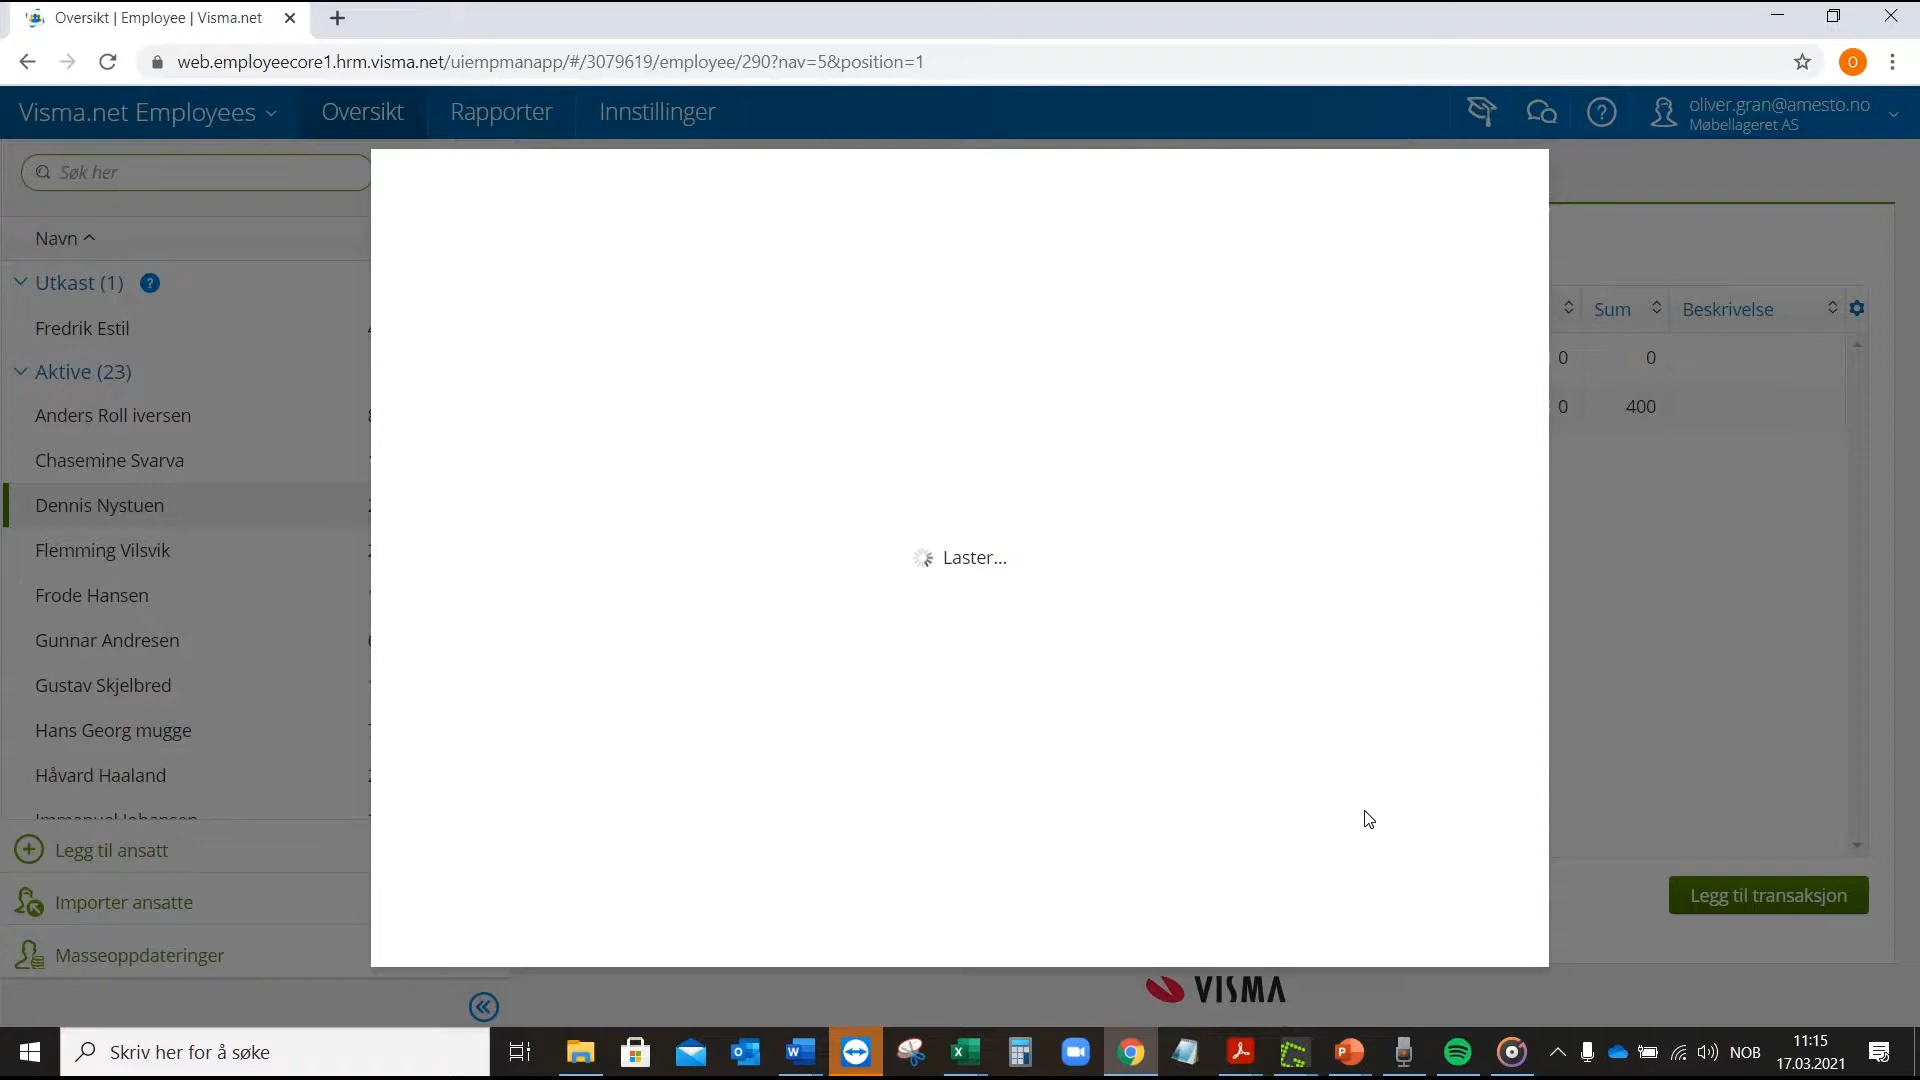 Oversikt | Employee | Visma.net
web.employeecore1.hrm.visma.net/uiempmanapp/#/3079619/employee/290?nav=5&position=1
O
Visma.net Employees
Oversikt
Rapporter
Innstillinger
oliver.gran@amesto.no
Møbellageret AS
Søk her
Navn
Utkast (1)
Fredrik Estil
Aktive (23)
Anders Roll iversen
Chasemine Svarva
Dennis Nystuen
Flemming Vilsvik
Frode Hansen
Gunnar Andresen
Gustav Skjelbred
Hans Georg mugge
Håvard Haaland
Legg til ansatt
Importer ansatte
Masseoppdateringer
Laster...
Sum
Beskrivelse
0 0
0 400
Legg til transaksjon
VISMA
Skriv her for å søke
NOB
11:15
17.03.2021